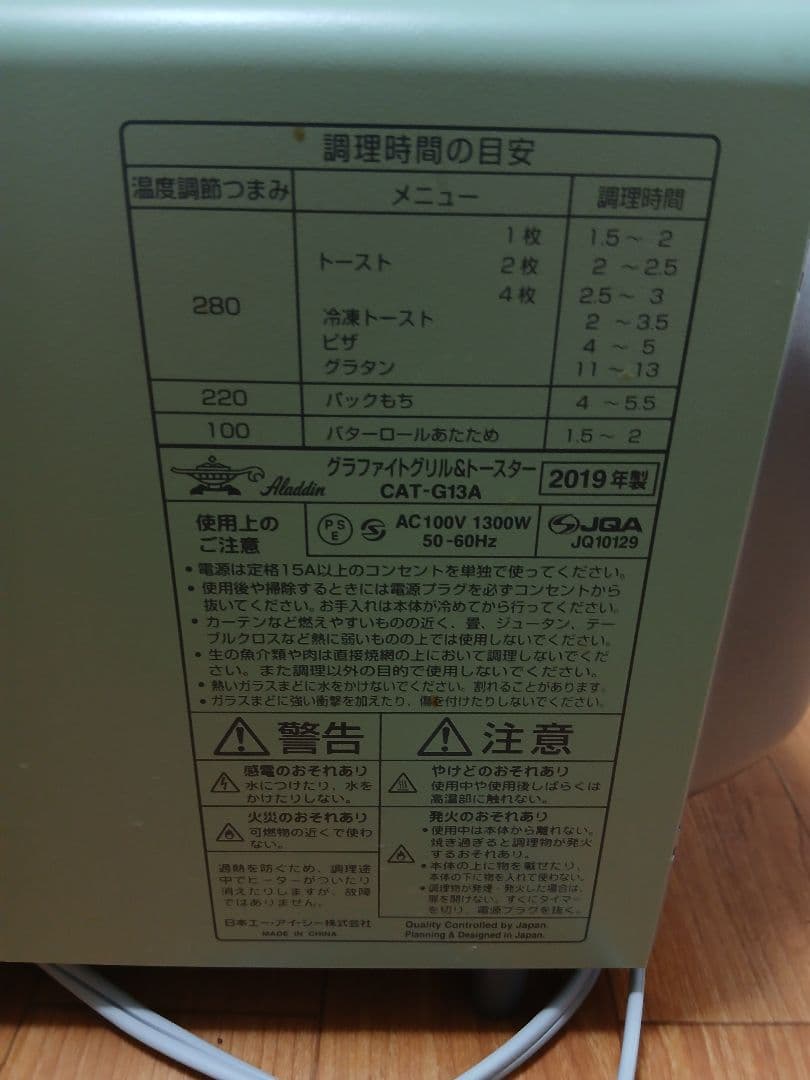 調理時間の目安
温度調節つまみ メニュー 調理時間
280 トースト 1枚 1.5～ 2
2枚 2 ～2.5
4枚 2.5～ 3
冷凍トースト 2 ～3.5
ピザ 4 ～ 5
グラタン 11～13
220 パックもち 4 ～5.5
100 バターロールあたため 1.5～ 2
Aladdin グラファイトグリル&トースター
CAT-G13A 2019年製
使用上の
ご注意
PSE AC100V 1300W
50-60Hz
JQA
JQ10129
•電源は定格15A以上のコンセントを単独で使ってください。
•使用後や掃除するときには電源プラグを必ずコンセントから
抜いてください。お手入れは本体が冷めてから行ってください。
•カーテンなど燃えやすいものの近く、畳、ジュータン、テー
ブルクロスなど熱に弱いものの上では使用しないでください。
•生の魚介類や肉は直接焼網の上において調理しないでくだ
さい。また調理以外の目的で使用しないでください。
•熱いガラスまどに水をかけないでください。割れることがあります。
•ガラスまどに強い衝撃を加えたり、傷を付けたりしないでください。
警告
感電のおそれあり
水につけたり、水を
かけたりしない。
火災のおそれあり
可燃物の近くで使わ
ない。
過熱を防ぐため、調理途
中でヒーターがついたり
消えたりしますが、故障
ではありません。
日本エー・アイ・シー株式会社
MADE IN CHINA
注意
やけどのおそれあり
使用中や使用後しばらくは
高温部に触れない。
発火のおそれあり
•使用中は本体から離れない。
焼き過ぎると調理物が発火
するおそれあり。
•本体の上に物を載せたり、
本体の下に物を入れて使わない。
•調理物が発煙・発火した場合は、
扉を開けない。すぐにタイマー
を切り、電源プラグを抜く。
Quality Controlled by Japan.
Planning & Designed in Japan.